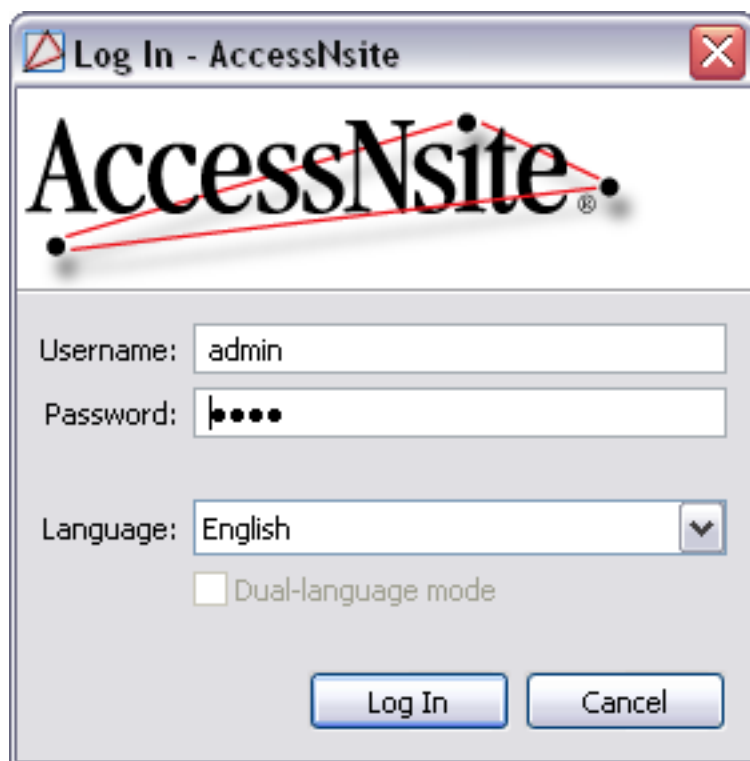 Log In - AccessNsite
AccessNsite®
Username: admin
Password: ••••
Language: English
Dual-language mode
Log In Cancel